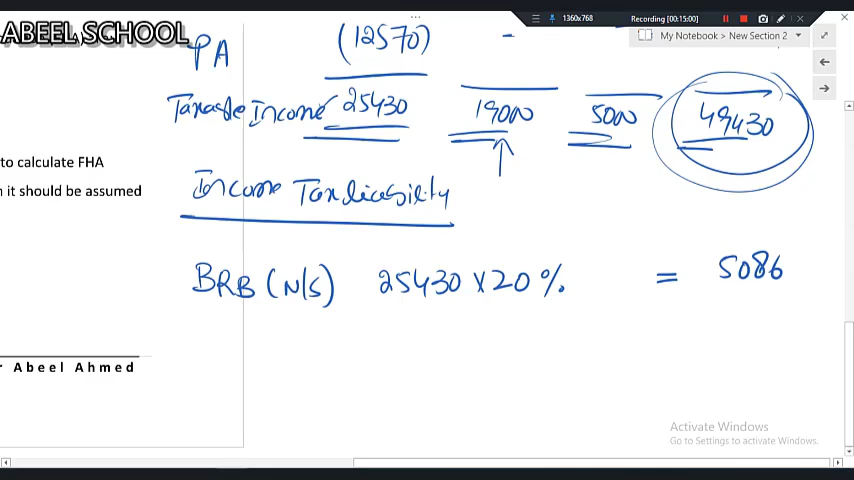 ABEEL SCHOOL
1360x768
Recording [00:15:00]
My Notebook > New Section 2
PA (12570) -
Taxable Income 25430 19000 5000 49430
to calculate FHA
n it should be assumed
Income Tax liability
BRB (N/S) 25430 x 20 % = 5086
r Abeel Ahmed
Activate Windows
Go to Settings to activate Windows.